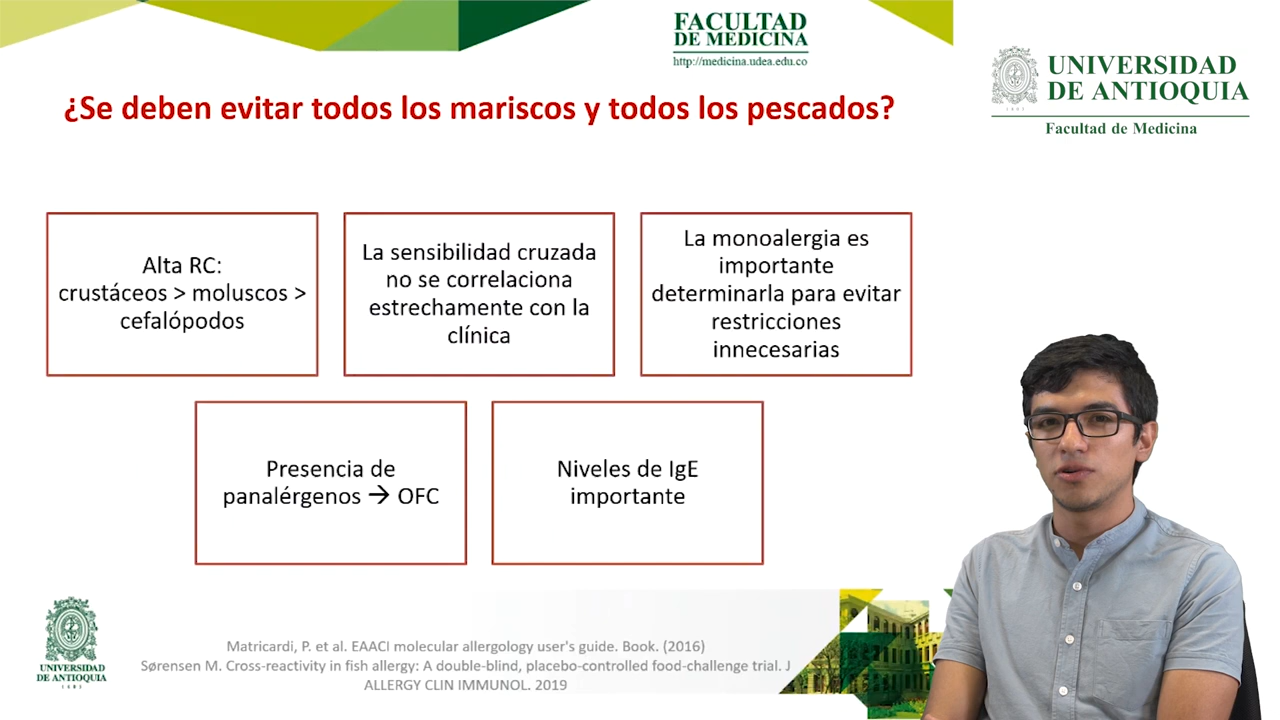 FACULTAD
DE MEDICINA
http://medicina.udea.edu.co
UNIVERSIDAD
DE ANTIOQUIA
1803
Facultad de Medicina
¿Se deben evitar todos los mariscos y todos los pescados?
Alta RC:
crustáceos > moluscos >
cefalópodos
La sensibilidad cruzada
no se correlaciona
estrechamente con la
clínica
La monoalergia es
importante
determinarla para evitar
restricciones
innecesarias
Presencia de
panalérgenos → OFC
Niveles de IgE
importante
UNIVERSIDAD
DE ANTIOQUIA
1803
Matricardi, P. et al. EAACI molecular allergology user's guide. Book. (2016)
Sørensen M. Cross-reactivity in fish allergy: A double-blind, placebo-controlled food-challenge trial. J
ALLERGY CLIN IMMUNOL. 2019